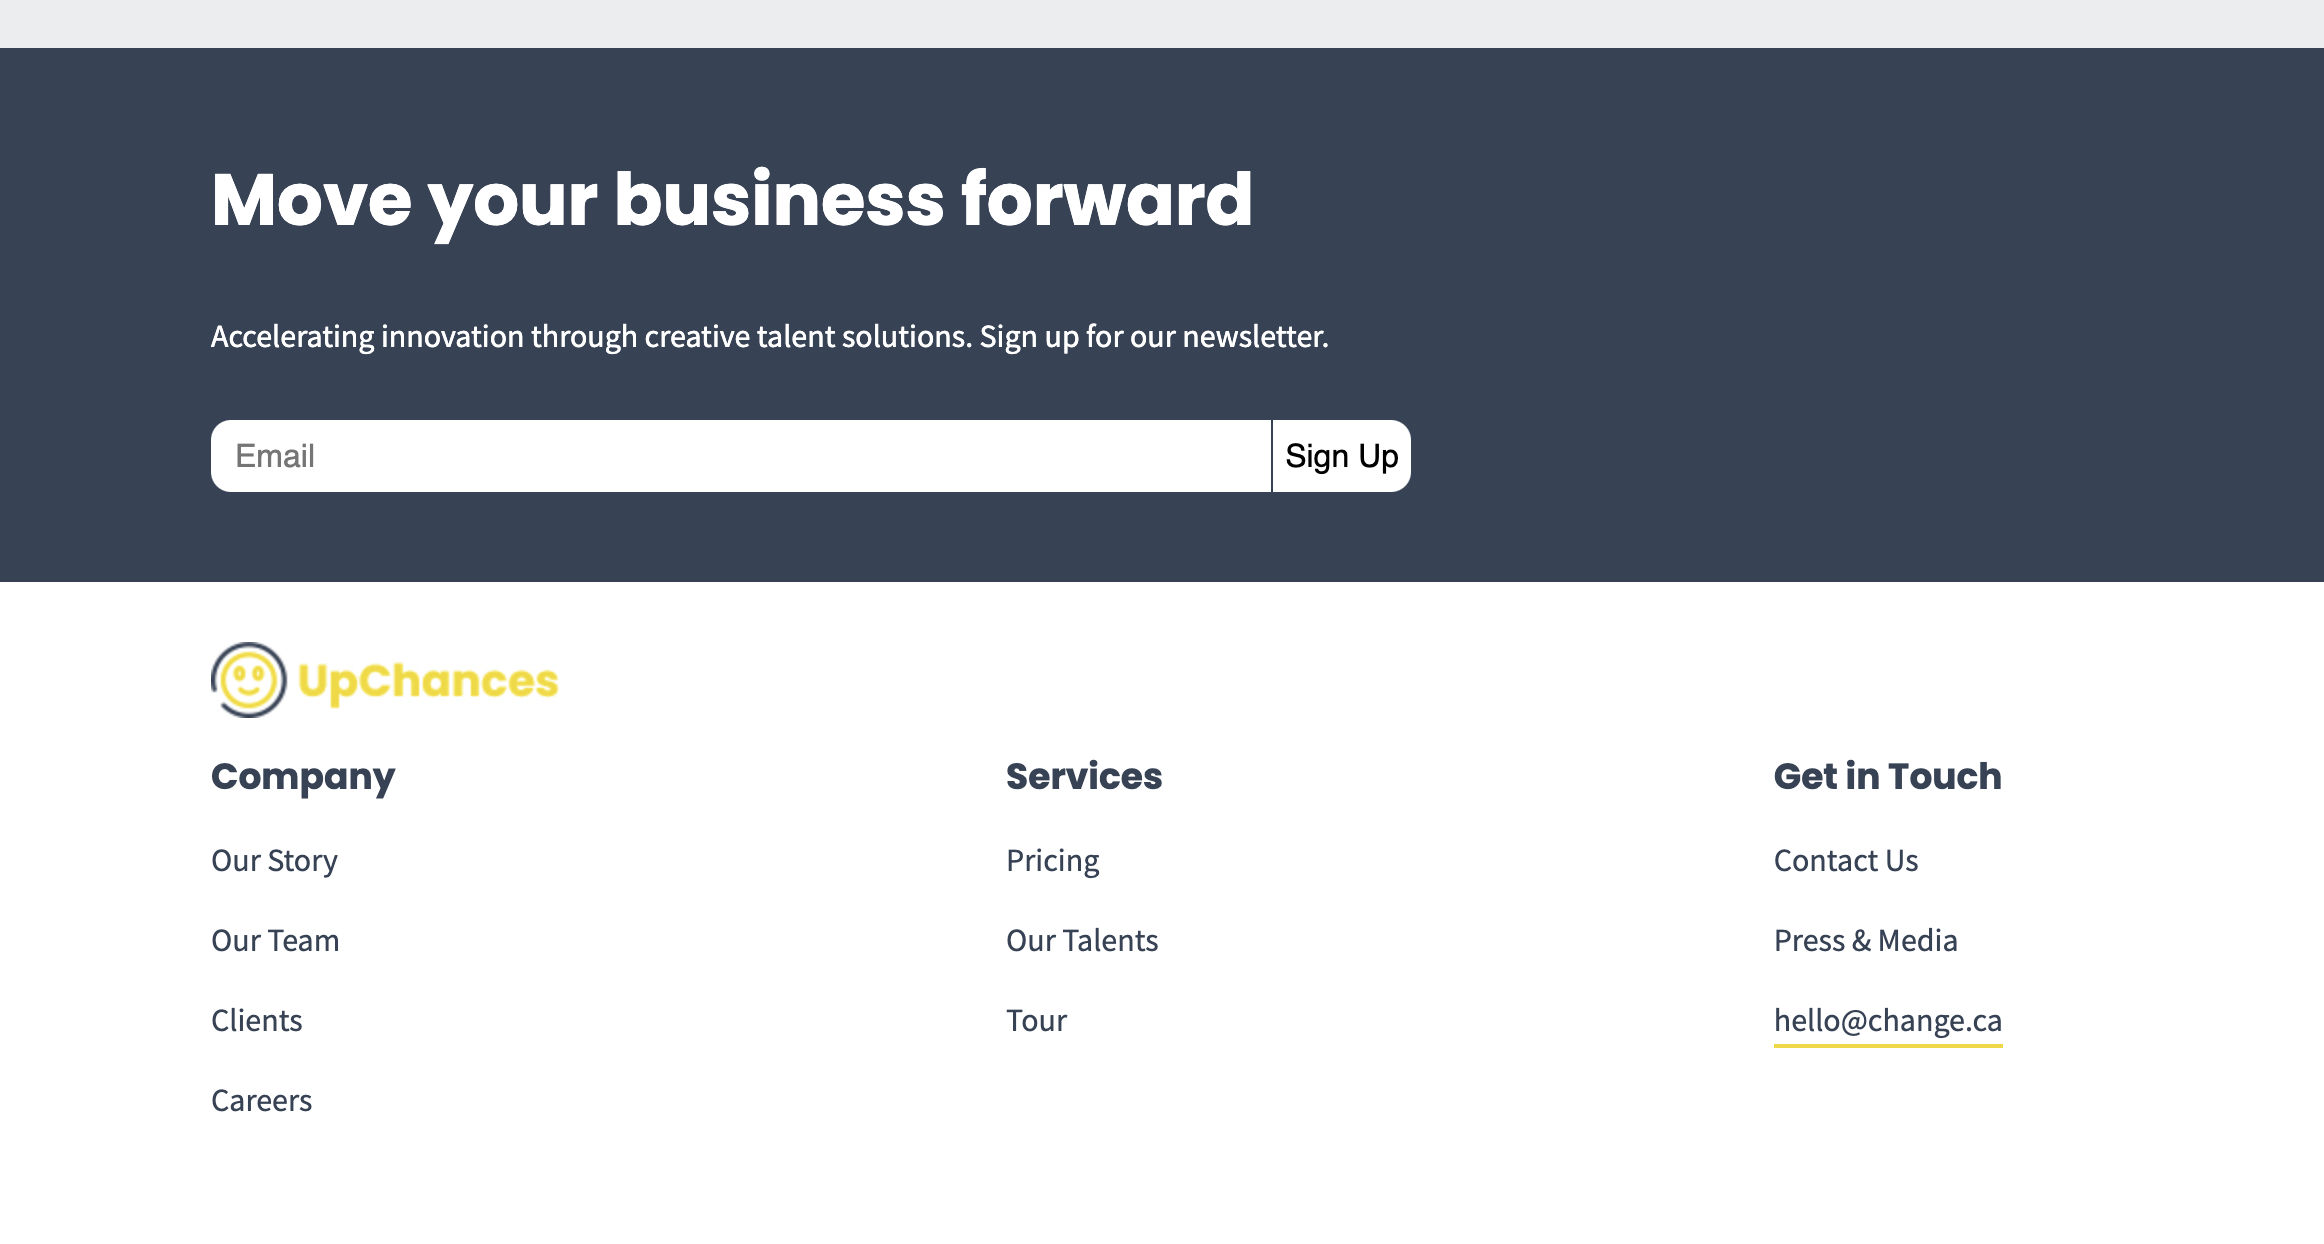 Move your business forward
Accelerating innovation through creative talent solutions. Sign up for our newsletter.
Email
Sign Up
UpChances
Company
Our Story
Our Team
Clients
Careers
Services
Pricing
Our Talents
Tour
Get in Touch
Contact Us
Press & Media
hello@change.ca